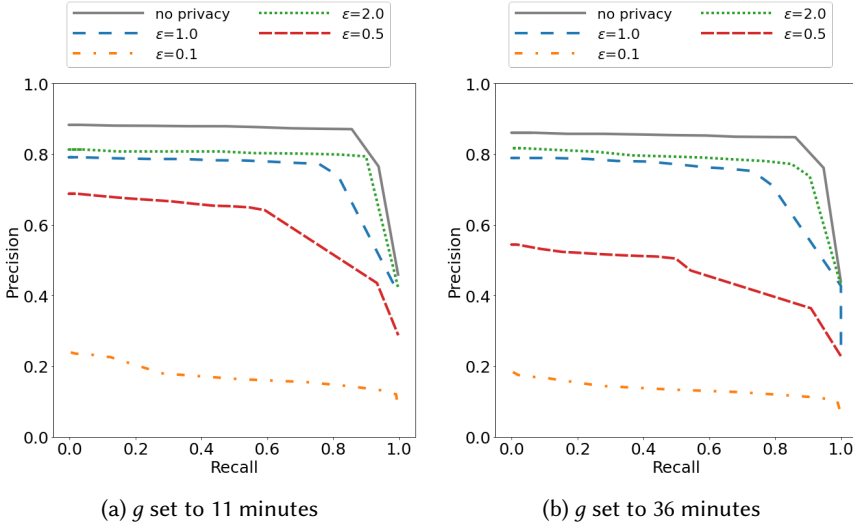 no privacy
ε=1.0
ε=0.1
ε=2.0
ε=0.5
1.0
0.8
0.6
0.4
0.2
0.0
Precision
0.0 0.2 0.4 0.6 0.8 1.0
Recall
(a) g set to 11 minutes
no privacy
ε=1.0
ε=0.1
ε=2.0
ε=0.5
1.0
0.8
0.6
0.4
0.2
0.0
Precision
0.0 0.2 0.4 0.6 0.8 1.0
Recall
(b) g set to 36 minutes